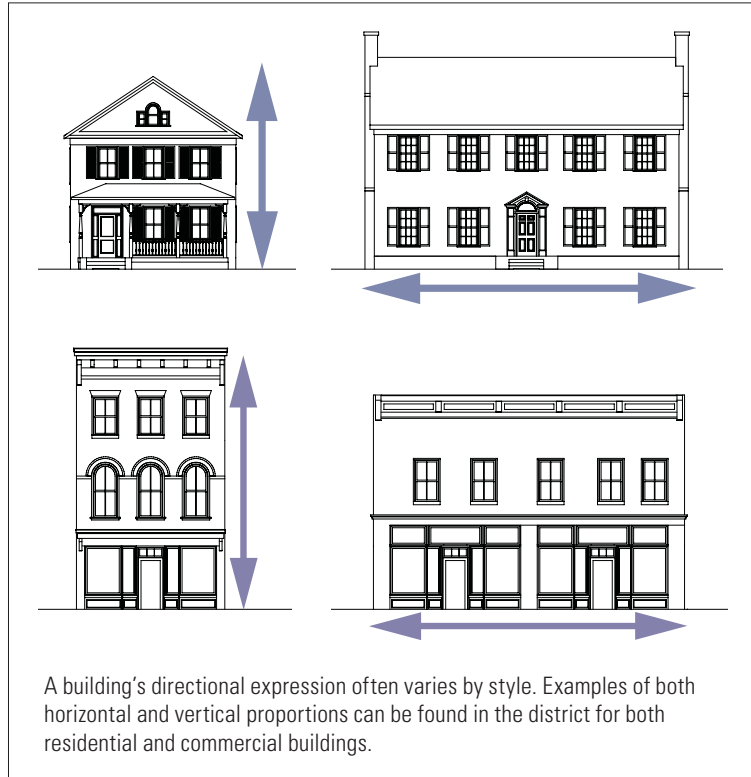 A building’s directional expression often varies by style. Examples of both
horizontal and vertical proportions can be found in the district for both
residential and commercial buildings.